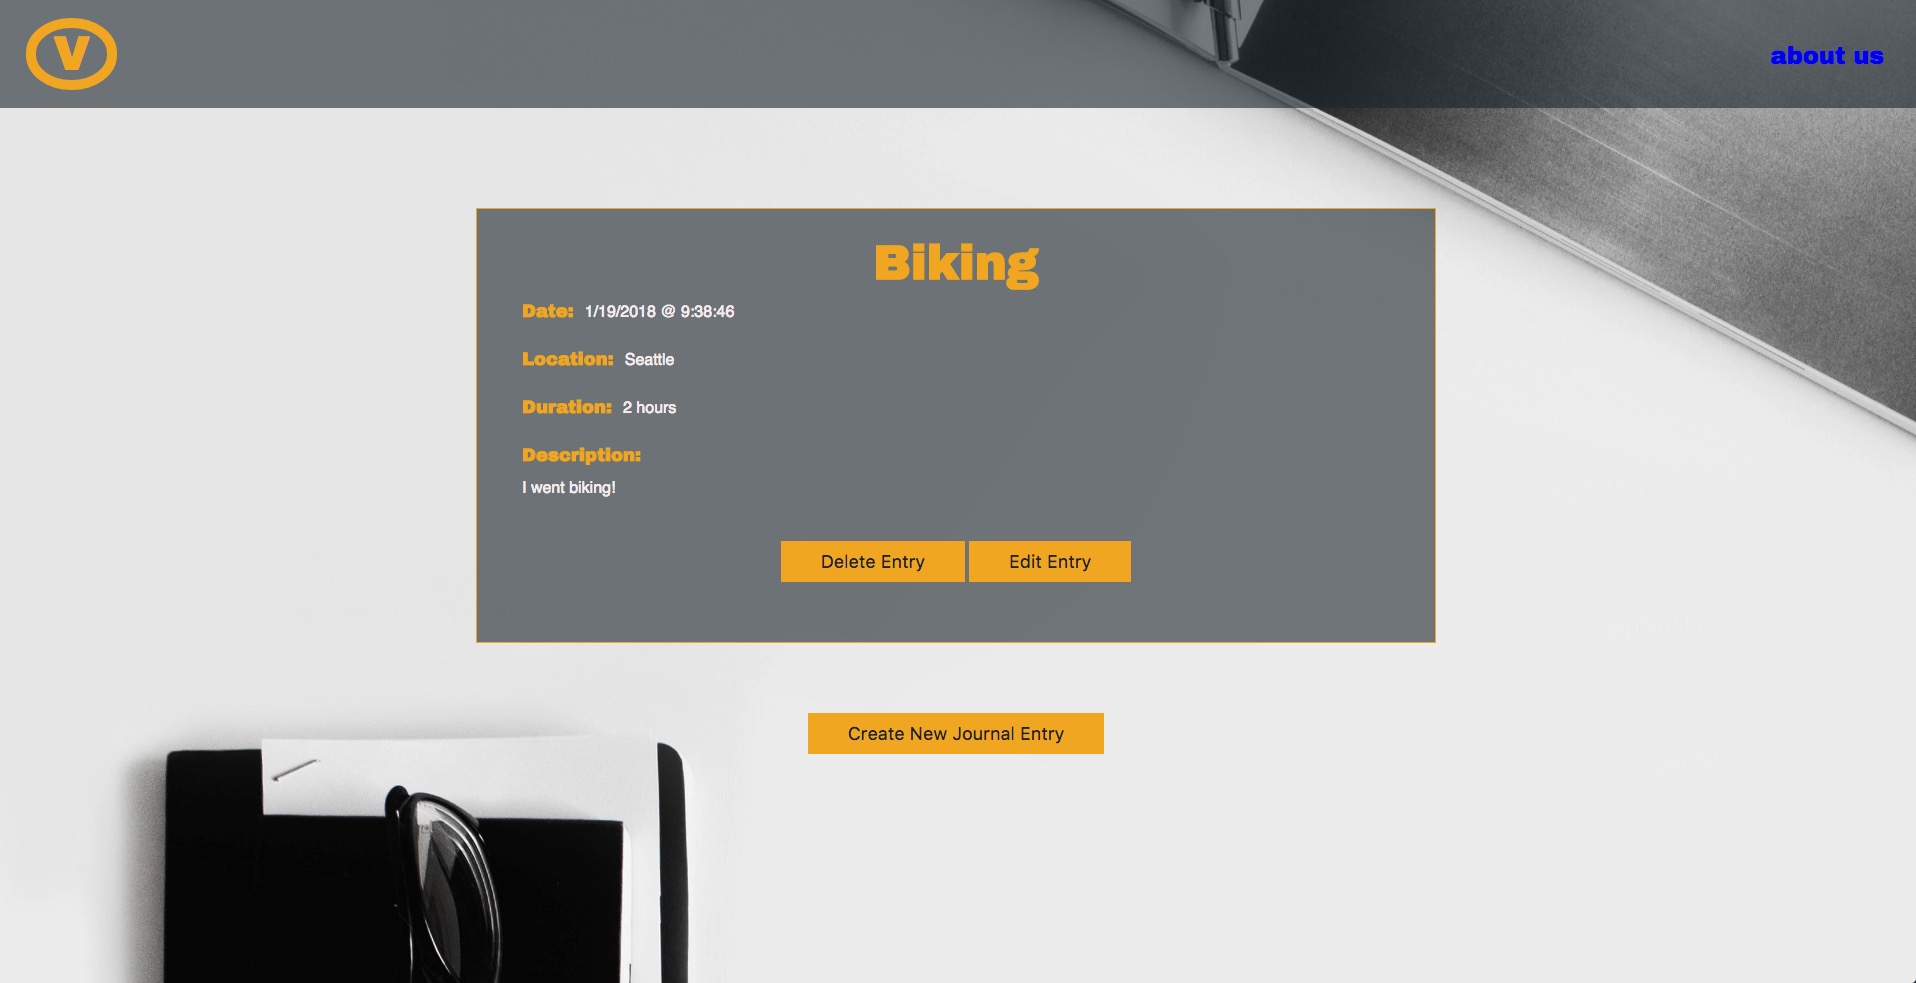 V
about us
Biking
Date: 1/19/2018 @ 9:38:46
Location: Seattle
Duration: 2 hours
Description:
I went biking!
Delete Entry
Edit Entry
Create New Journal Entry